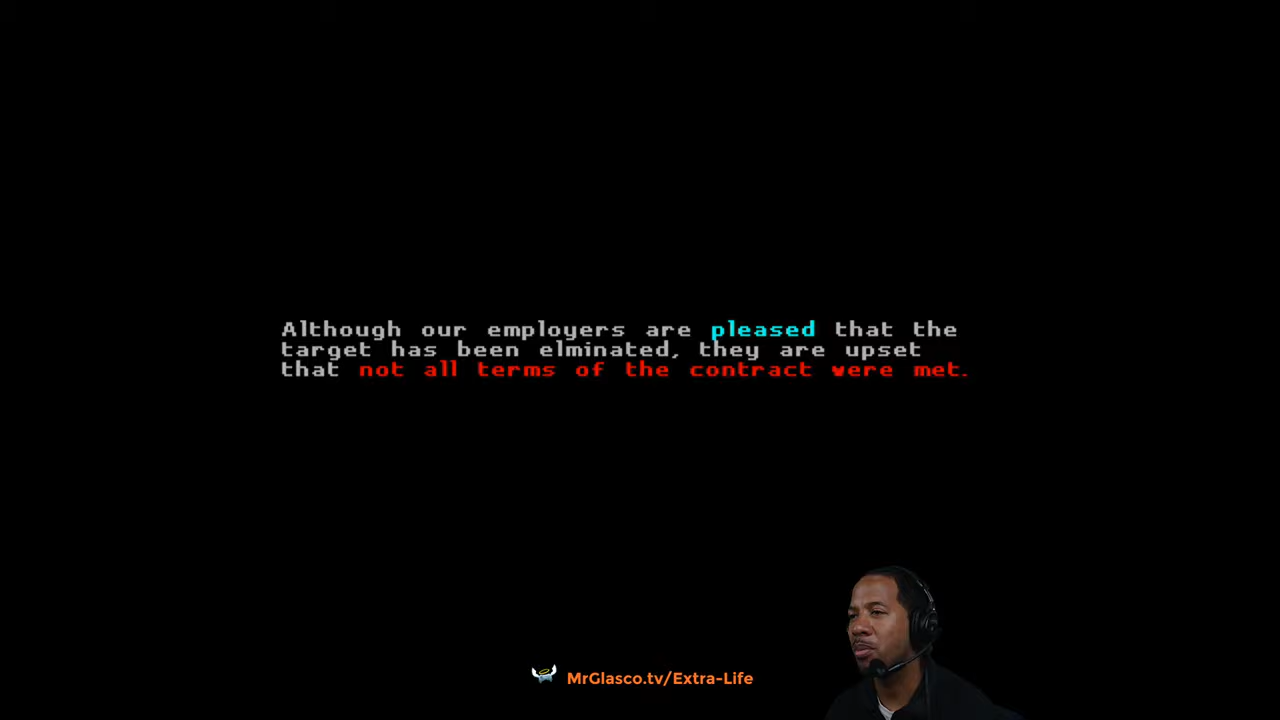 Although our employers are pleased that the
target has been elminated, they are upset
that not all terms of the contract were met.
MrGlasco.tv/Extra-Life